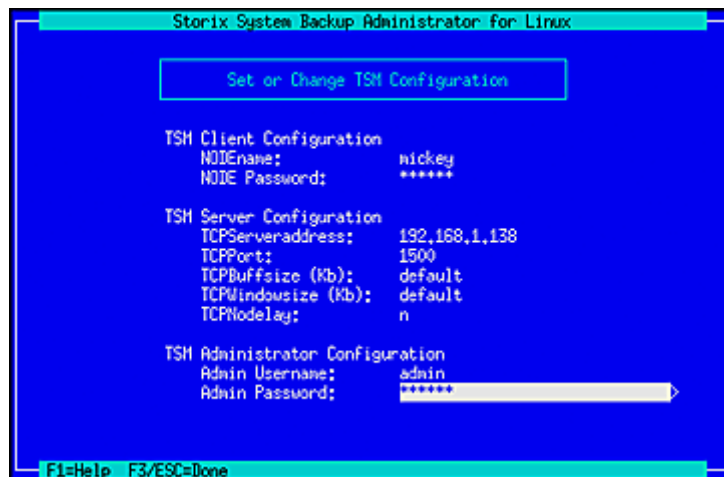 Storix System Backup Administrator for Linux
Set or Change TSM Configuration
TSM Client Configuration
NODEname: mickey
NODE Password: ******
TSM Server Configuration
TCPServeraddress: 192.168.1.138
TCPPort: 1500
TCPBuffsize (Kb): default
TCPWindowsize (Kb): default
TCPNodelay: n
TSM Administrator Configuration
Admin Username: admin
Admin Password: ******
F1=Help F3/ESC=Done